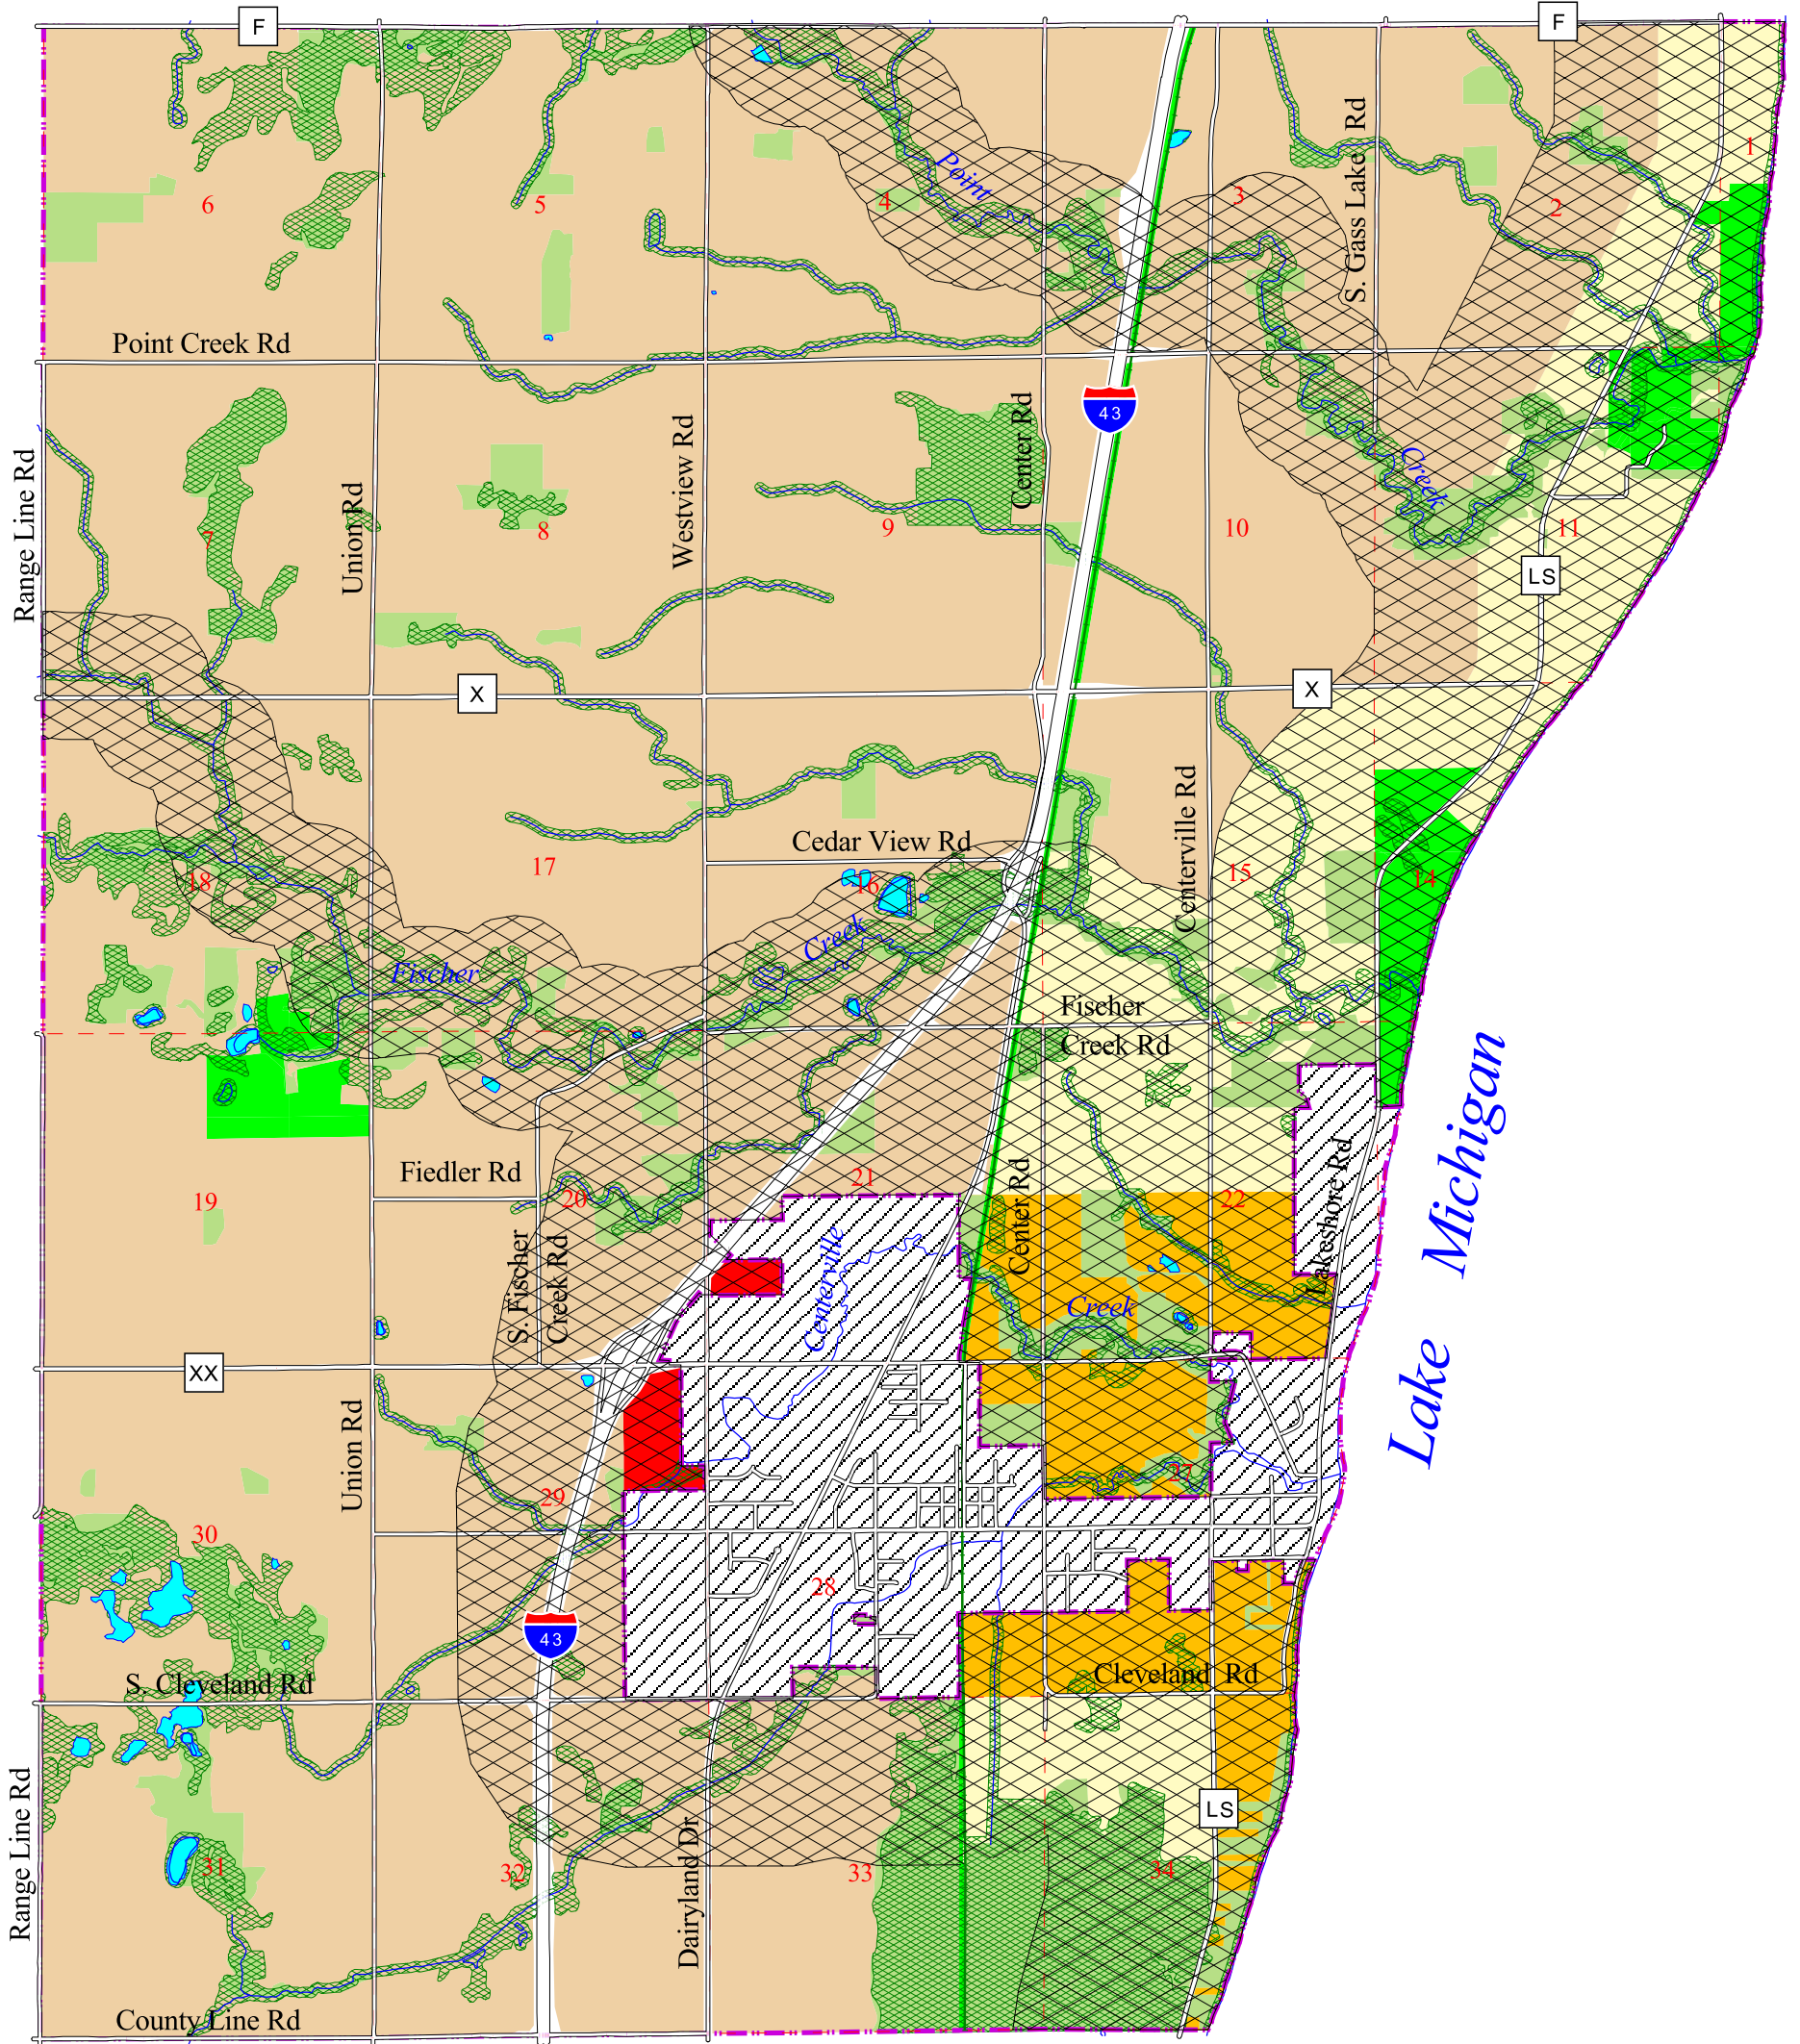 F
F
1
6
5
4
3
2
Point
S. Gass Lake Rd
Point Creek Rd
43
Center Rd
Westview Rd
Union Rd
Range Line Rd
Creek
7
8
9
10
11
LS
X
X
Cedar View Rd
Centerville Rd
18
17
16
15
14
Fischer
Creek
Fischer
Creek Rd
Lake Michigan
Fiedler Rd
19
20
21
22
S. Fischer
Creek Rd
Center Rd
Lakeshore Rd
Centerville
Creek
XX
Union Rd
27
29
30
28
43
S. Cleveland Rd
Cleveland Rd
LS
Range Line Rd
Dairyland Dr
31
32
33
34
County Line Rd